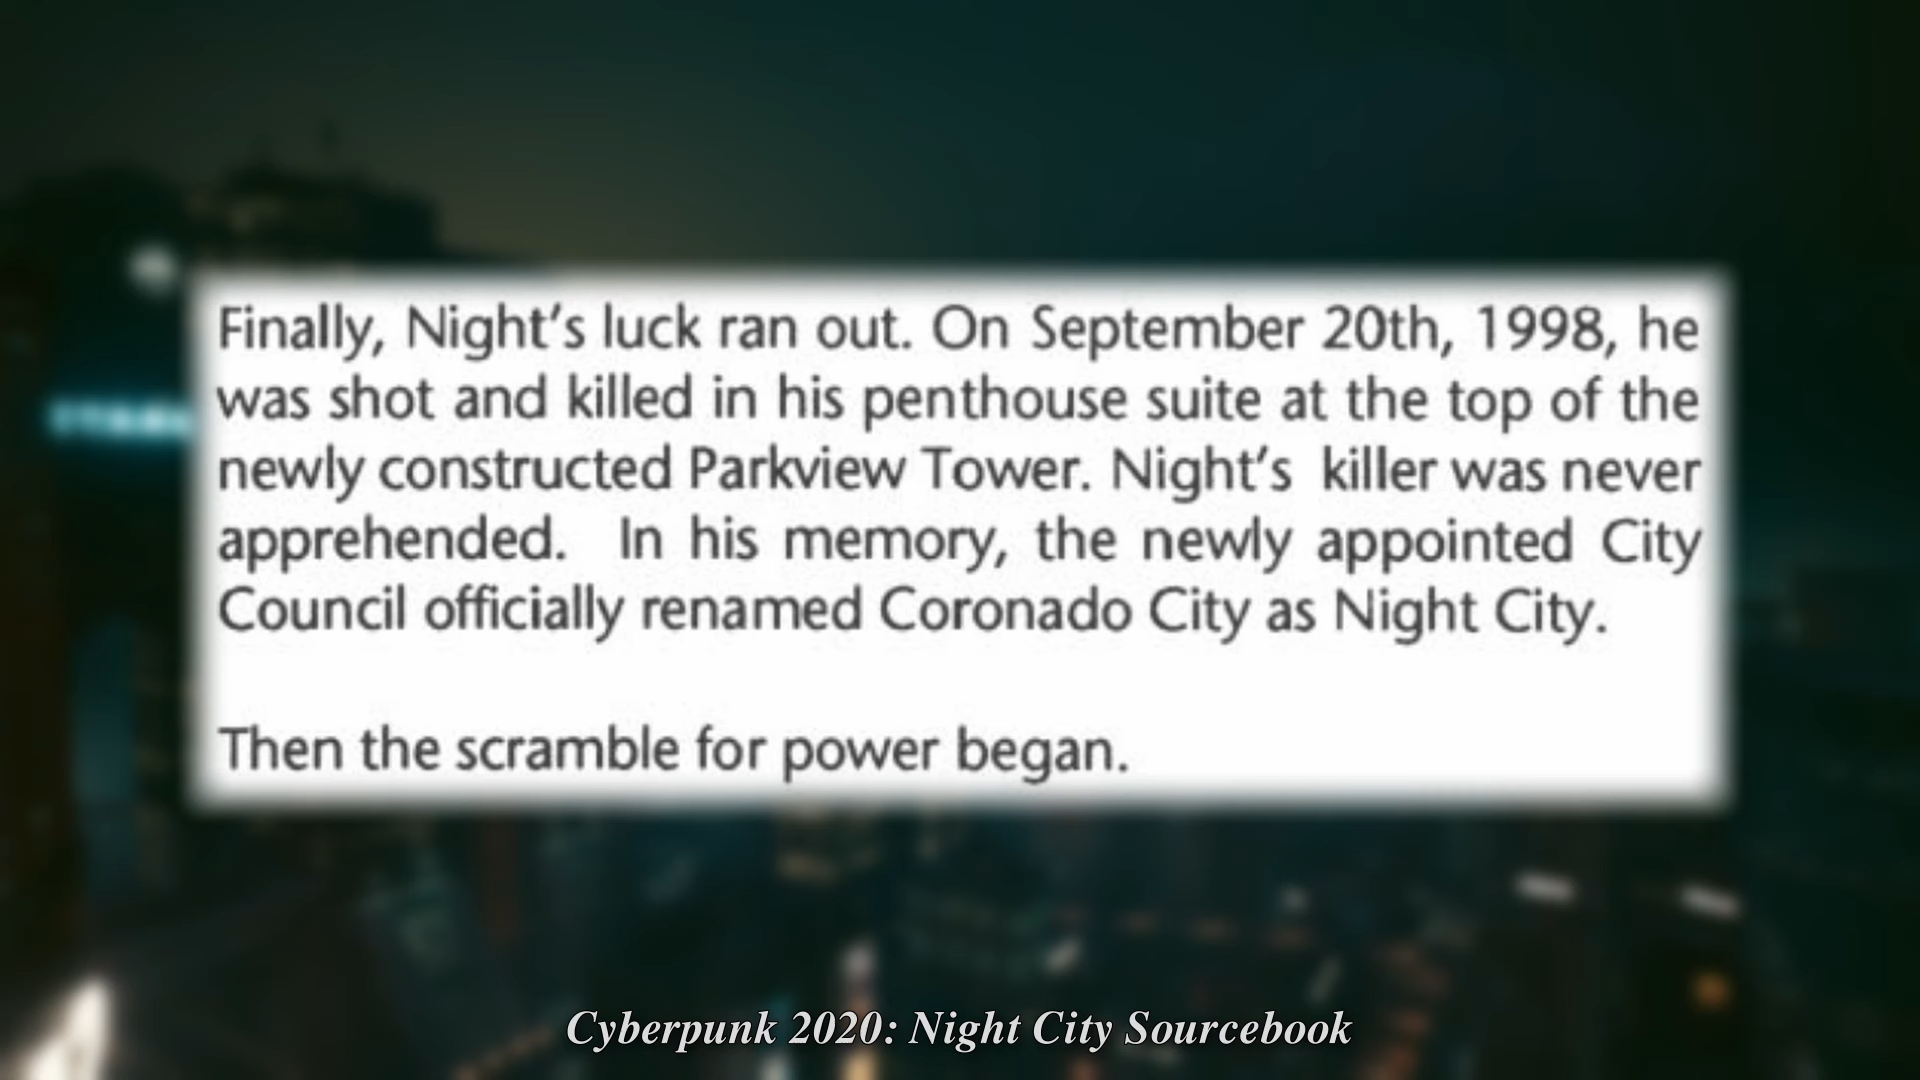 Finally, Night's luck ran out. On September 20th, 1998, he
was shot and killed in his penthouse suite at the top of the
newly constructed Parkview Tower. Night's killer was never
apprehended. In his memory, the newly appointed City
Council officially renamed Coronado City as Night City.
Then the scramble for power began.
Cyberpunk 2020: Night City Sourcebook